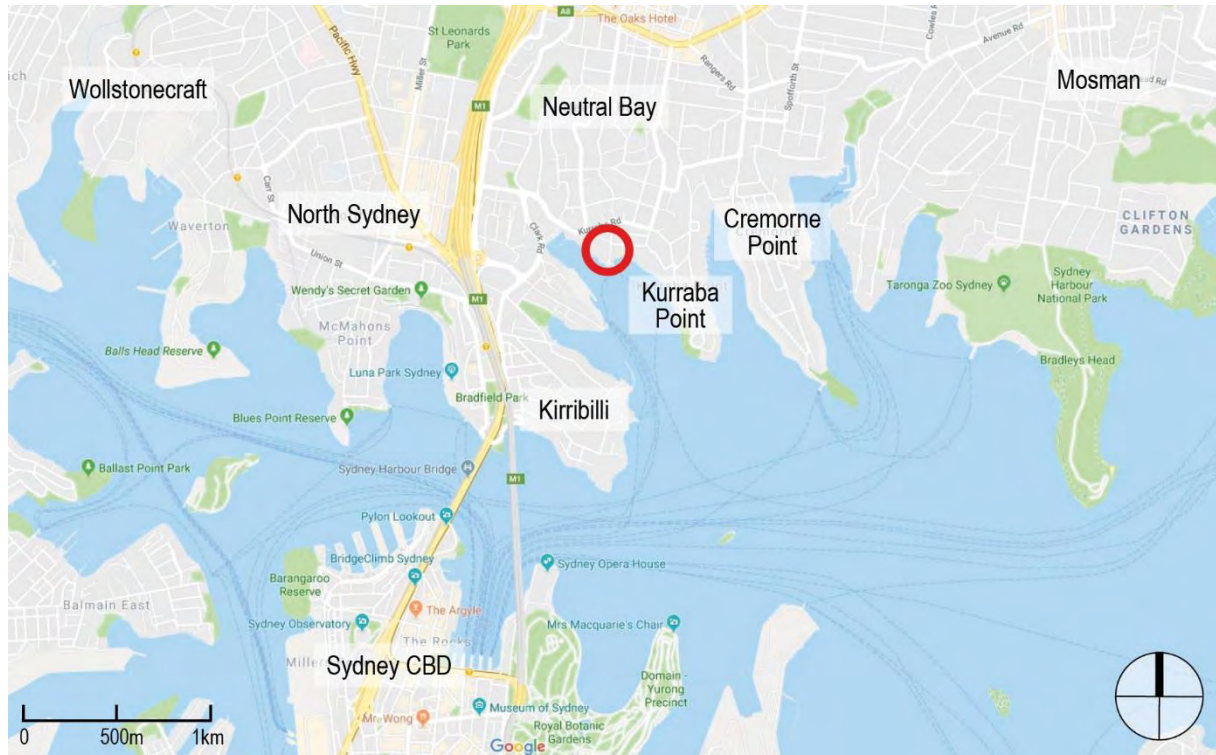 A8
The Oaks Hotel
Cowles
Avenue Rd
St Leonards
Park
Pacific Hwy
Miller St
Rangers Rd
Spofforth St
Wollstonecraft
Mosman
ead Rd
M1
Neutral Bay
Carr St
North Sydney
Waverton
Union St
Clark Rd
Kurraba Rd
Cremorne
Point
CLIFTON
GARDENS
Wendy's Secret Garden
M1
Kurraba
Point
Taronga Zoo Sydney
Sydney
Harbour
National Park
McMahons
Point
Balls Head Reserve
Bradleys Head
Luna Park Sydney
Bradfield Park
Kirribilli
Blues Point Reserve
Ballast Point Park
Sydney Harbour Bridge
M1
Pylon Lookout
BridgeClimb Sydney
Sydney Opera House
Barangaroo
Reserve
Balmain East
The Argyle
Sydney Observatory
The Rocks
Mrs Macquarie's Chair
Miller
Sydney CBD
Domain -
Yurong
Precinct
Museum of Sydney
Mr. Wong
Royal Botanic
Gardens
Google
0 500m 1km